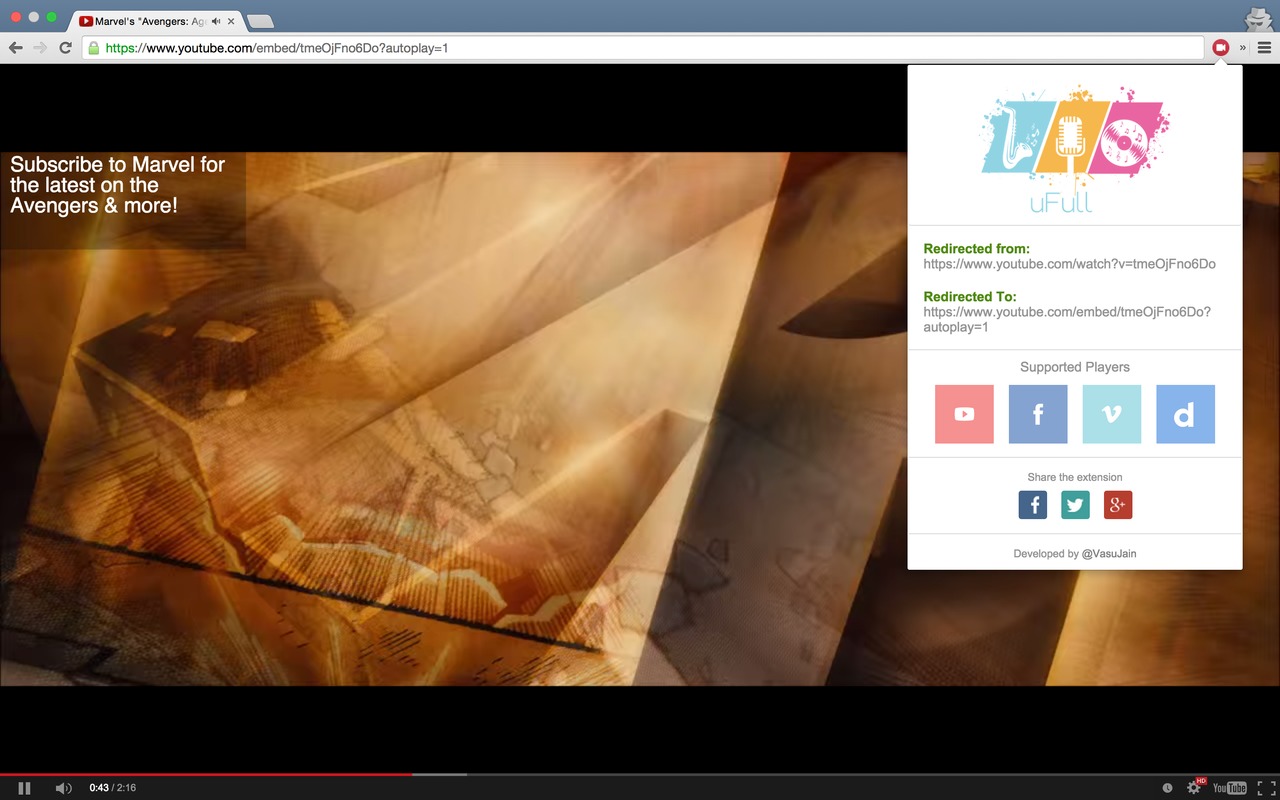 Marvel's "Avengers: Ag
https://www.youtube.com/embed/tmeOjFno6Do?autoplay=1
»
Subscribe to Marvel for
the latest on the
Avengers & more!
uFull
Redirected from:
https://www.youtube.com/watch?v=tmeOjFno6Do
Redirected To:
https://www.youtube.com/embed/tmeOjFno6Do?
autoplay=1
Supported Players
f
v
d
Share the extension
f
g+
Developed by @VasuJain
0:43 / 2:16
HD
YouTube